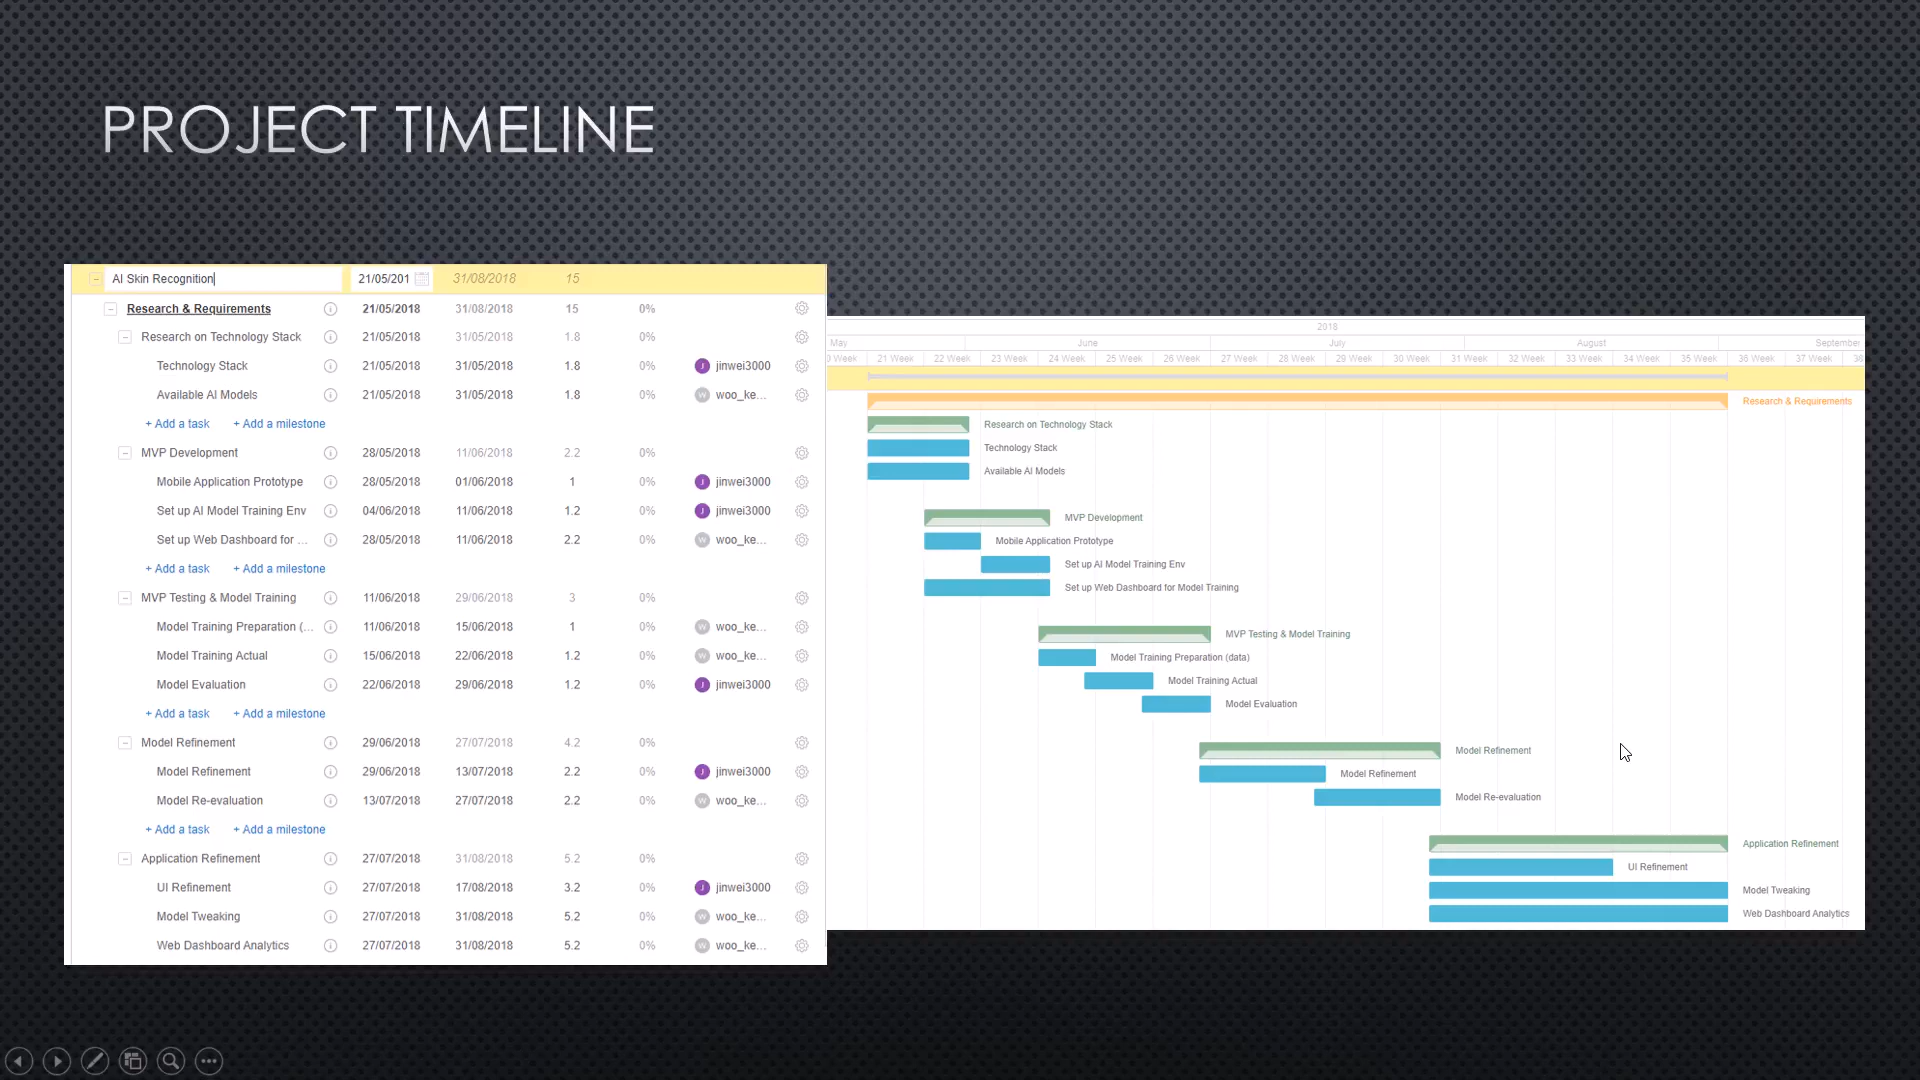 PROJECT TIMELINE
AI Skin Recognition 21/05/201 31/08/2018 15
Research & Requirements 21/05/2018 31/08/2018 15 0%
Research on Technology Stack 21/05/2018 31/05/2018 1.8 0%
Technology Stack 21/05/2018 31/05/2018 1.8 0% J jinwei3000
Available AI Models 21/05/2018 31/05/2018 1.8 0% W woo_ke...
+ Add a task + Add a milestone
MVP Development 28/05/2018 11/06/2018 2.2 0%
Mobile Application Prototype 28/05/2018 01/06/2018 1 0% J jinwei3000
Set up AI Model Training Env 04/06/2018 11/06/2018 1.2 0% J jinwei3000
Set up Web Dashboard for ... 28/05/2018 11/06/2018 2.2 0% W woo_ke...
+ Add a task + Add a milestone
MVP Testing & Model Training 11/06/2018 29/06/2018 3 0%
Model Training Preparation (... 11/06/2018 15/06/2018 1 0% W woo_ke...
Model Training Actual 15/06/2018 22/06/2018 1.2 0% W woo_ke...
Model Evaluation 22/06/2018 29/06/2018 1.2 0% J jinwei3000
+ Add a task + Add a milestone
Model Refinement 29/06/2018 27/07/2018 4.2 0%
Model Refinement 29/06/2018 13/07/2018 2.2 0% J jinwei3000
Model Re-evaluation 13/07/2018 27/07/2018 2.2 0% W woo_ke...
+ Add a task + Add a milestone
Application Refinement 27/07/2018 31/08/2018 5.2 0%
UI Refinement 27/07/2018 17/08/2018 3.2 0% J jinwei3000
Model Tweaking 27/07/2018 31/08/2018 5.2 0% W woo_ke...
Web Dashboard Analytics 27/07/2018 31/08/2018 5.2 0% W woo_ke...
2018
May June July August September
0 Week 21 Week 22 Week 23 Week 24 Week 25 Week 26 Week 27 Week 28 Week 29 Week 30 Week 31 Week 32 Week 33 Week 34 Week 35 Week 36 Week 37 Week 38
Research & Requirements
Research on Technology Stack
Technology Stack
Available AI Models
MVP Development
Mobile Application Prototype
Set up AI Model Training Env
Set up Web Dashboard for Model Training
MVP Testing & Model Training
Model Training Preparation (data)
Model Training Actual
Model Evaluation
Model Refinement
Model Refinement
Model Re-evaluation
Application Refinement
UI Refinement
Model Tweaking
Web Dashboard Analytics